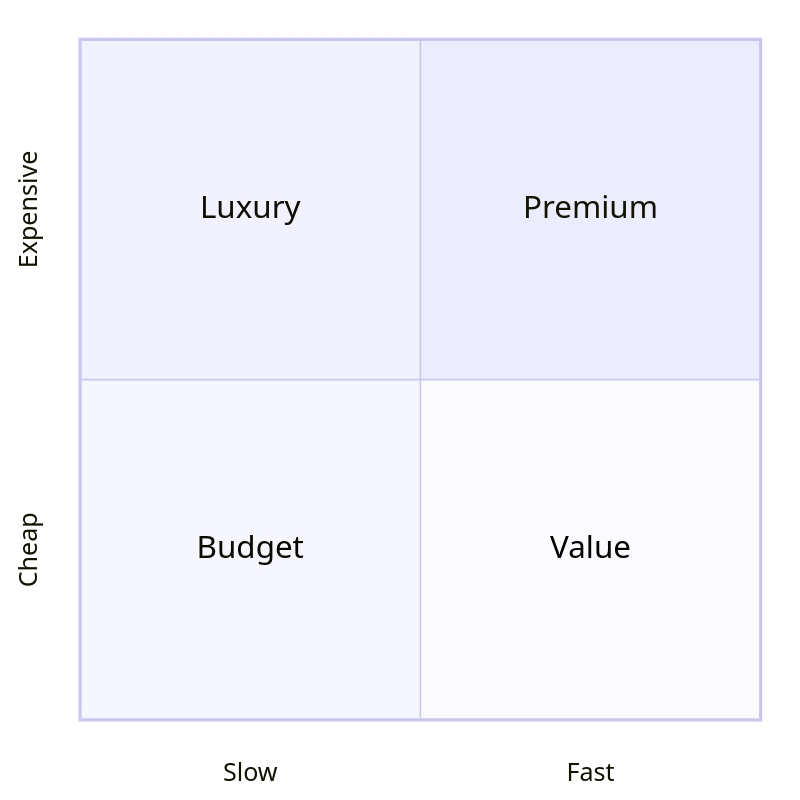 Expensive
Luxury
Premium
Cheap
Budget
Value
Slow
Fast